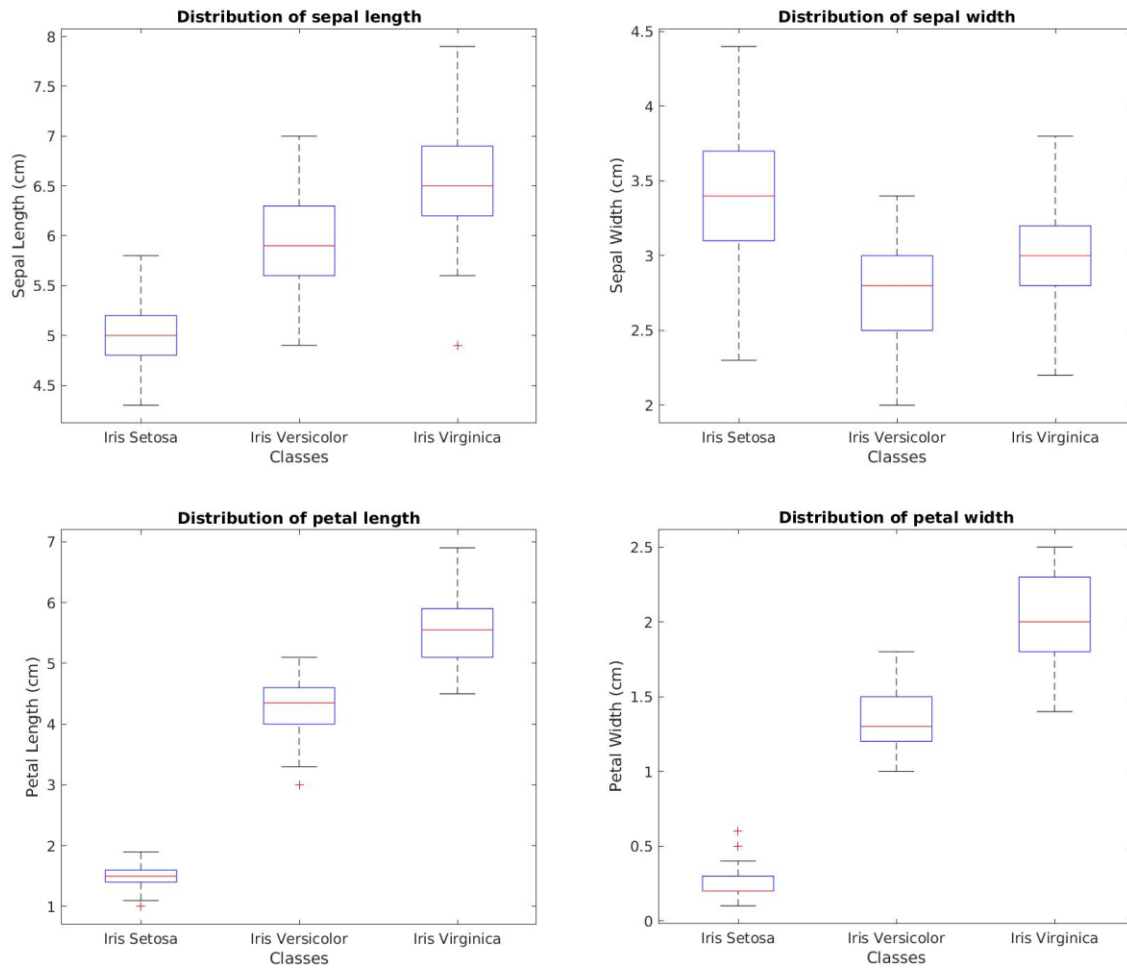 Distribution of sepal length
8
7.5
7
6.5
6
5.5
5
4.5
Sepal Length (cm)
Iris Setosa Iris Versicolor Iris Virginica
Classes
Distribution of sepal width
4.5
4
3.5
3
2.5
2
Sepal Width (cm)
Iris Setosa Iris Versicolor Iris Virginica
Classes
Distribution of petal length
7
6
5
4
3
2
1
Petal Length (cm)
Iris Setosa Iris Versicolor Iris Virginica
Classes
Distribution of petal width
2.5
2
1.5
1
0.5
0
Petal Width (cm)
Iris Setosa Iris Versicolor Iris Virginica
Classes